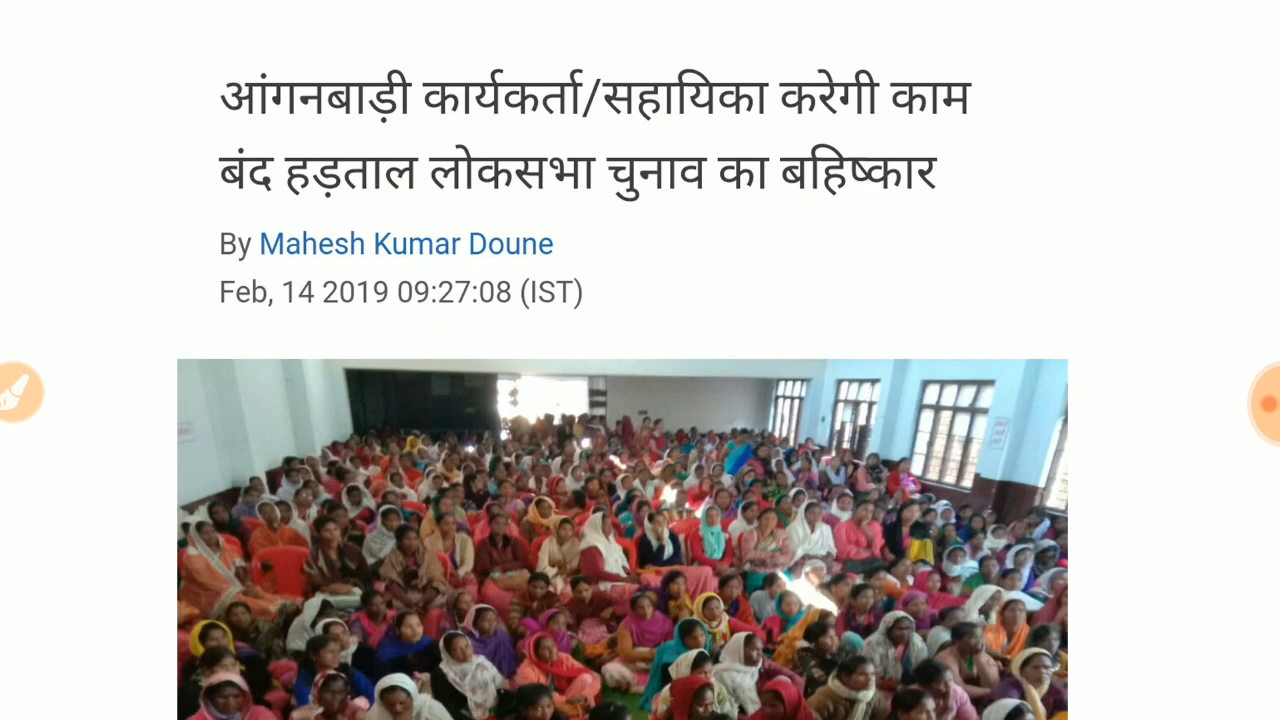 आंगनबाड़ी कार्यकर्ता/सहायिका करेगी काम
बंद हड़ताल लोकसभा चुनाव का बहिष्कार
By Mahesh Kumar Doune
Feb, 14 2019 09:27:08 (IST)